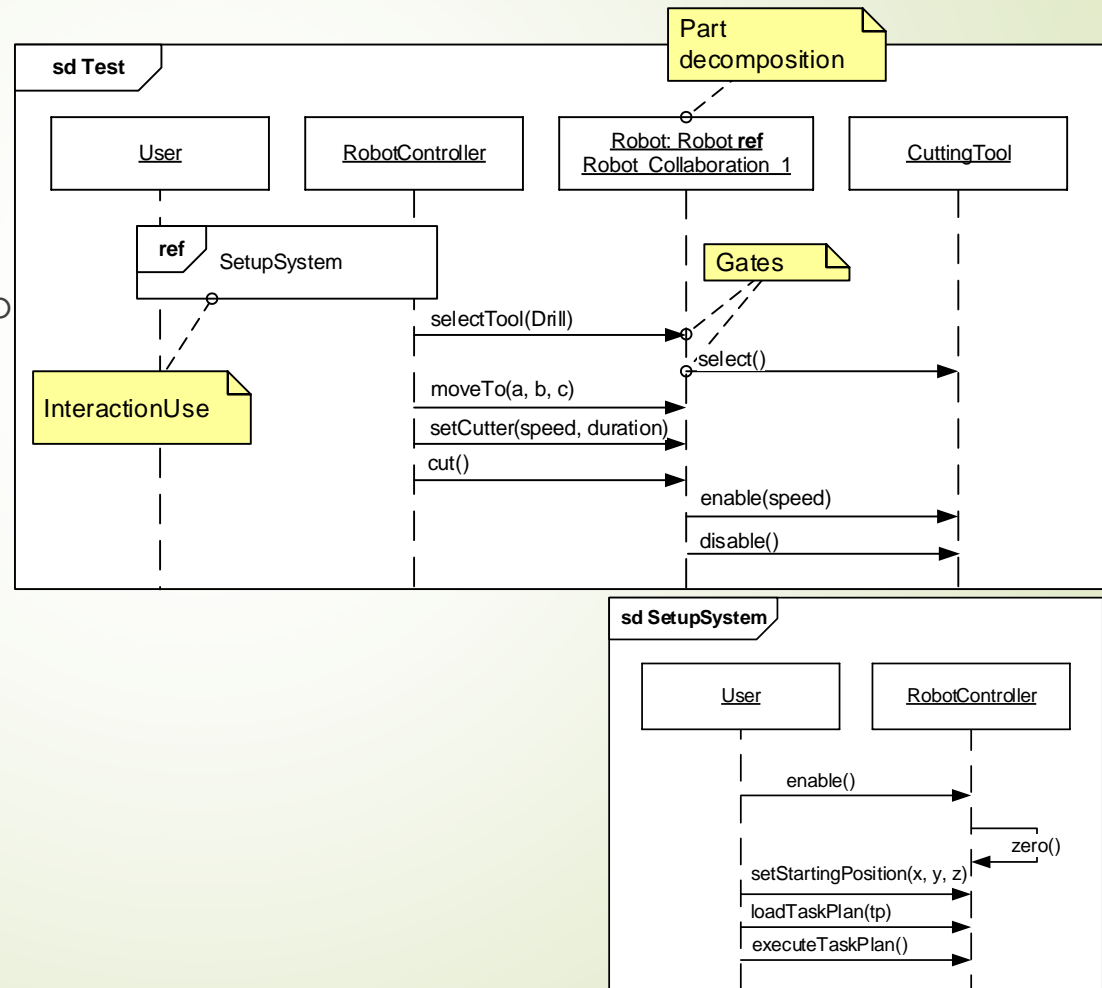 Part
decomposition
sd Test
User
RobotController
Robot: Robot ref
Robot_Collaboration_1
CuttingTool
ref
SetupSystem
Gates
selectTool(Drill)
select()
InteractionUse
moveTo(a, b, c)
setCutter(speed, duration)
cut()
enable(speed)
disable()
sd SetupSystem
User
RobotController
enable()
zero()
setStartingPosition(x, y, z)
loadTaskPlan(tp)
executeTaskPlan()